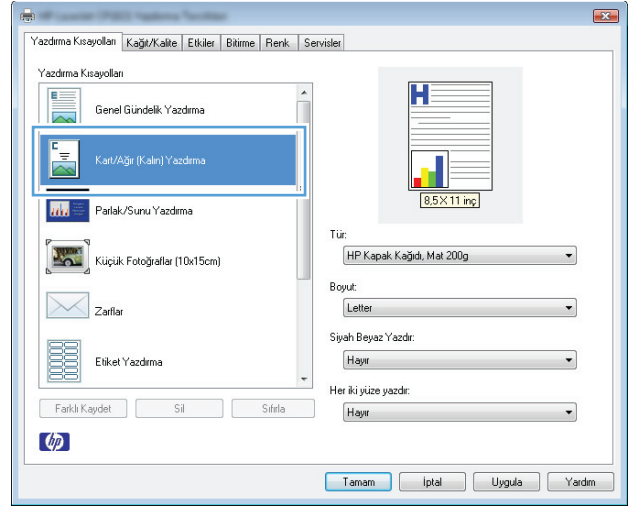 Yazdırma Kısayolları Kağıt/Kalite Etkiler Bitirme Renk Servisler
Yazdırma Kısayolları
Genel Gündelik Yazdırma
Kart/Ağır (Kalın) Yazdırma
Parlak/Sunu Yazdırma
Küçük Fotoğraflar (10x15cm)
Zarflar
Etiket Yazdırma
Farklı Kaydet Sil Sıfırla
hp
H
8,5 × 11 inç
Tür:
HP Kapak Kağıdı, Mat 200g
Boyut:
Letter
Siyah Beyaz Yazdır:
Hayır
Her iki yüze yazdır:
Hayır
Tamam İptal Uygula Yardım